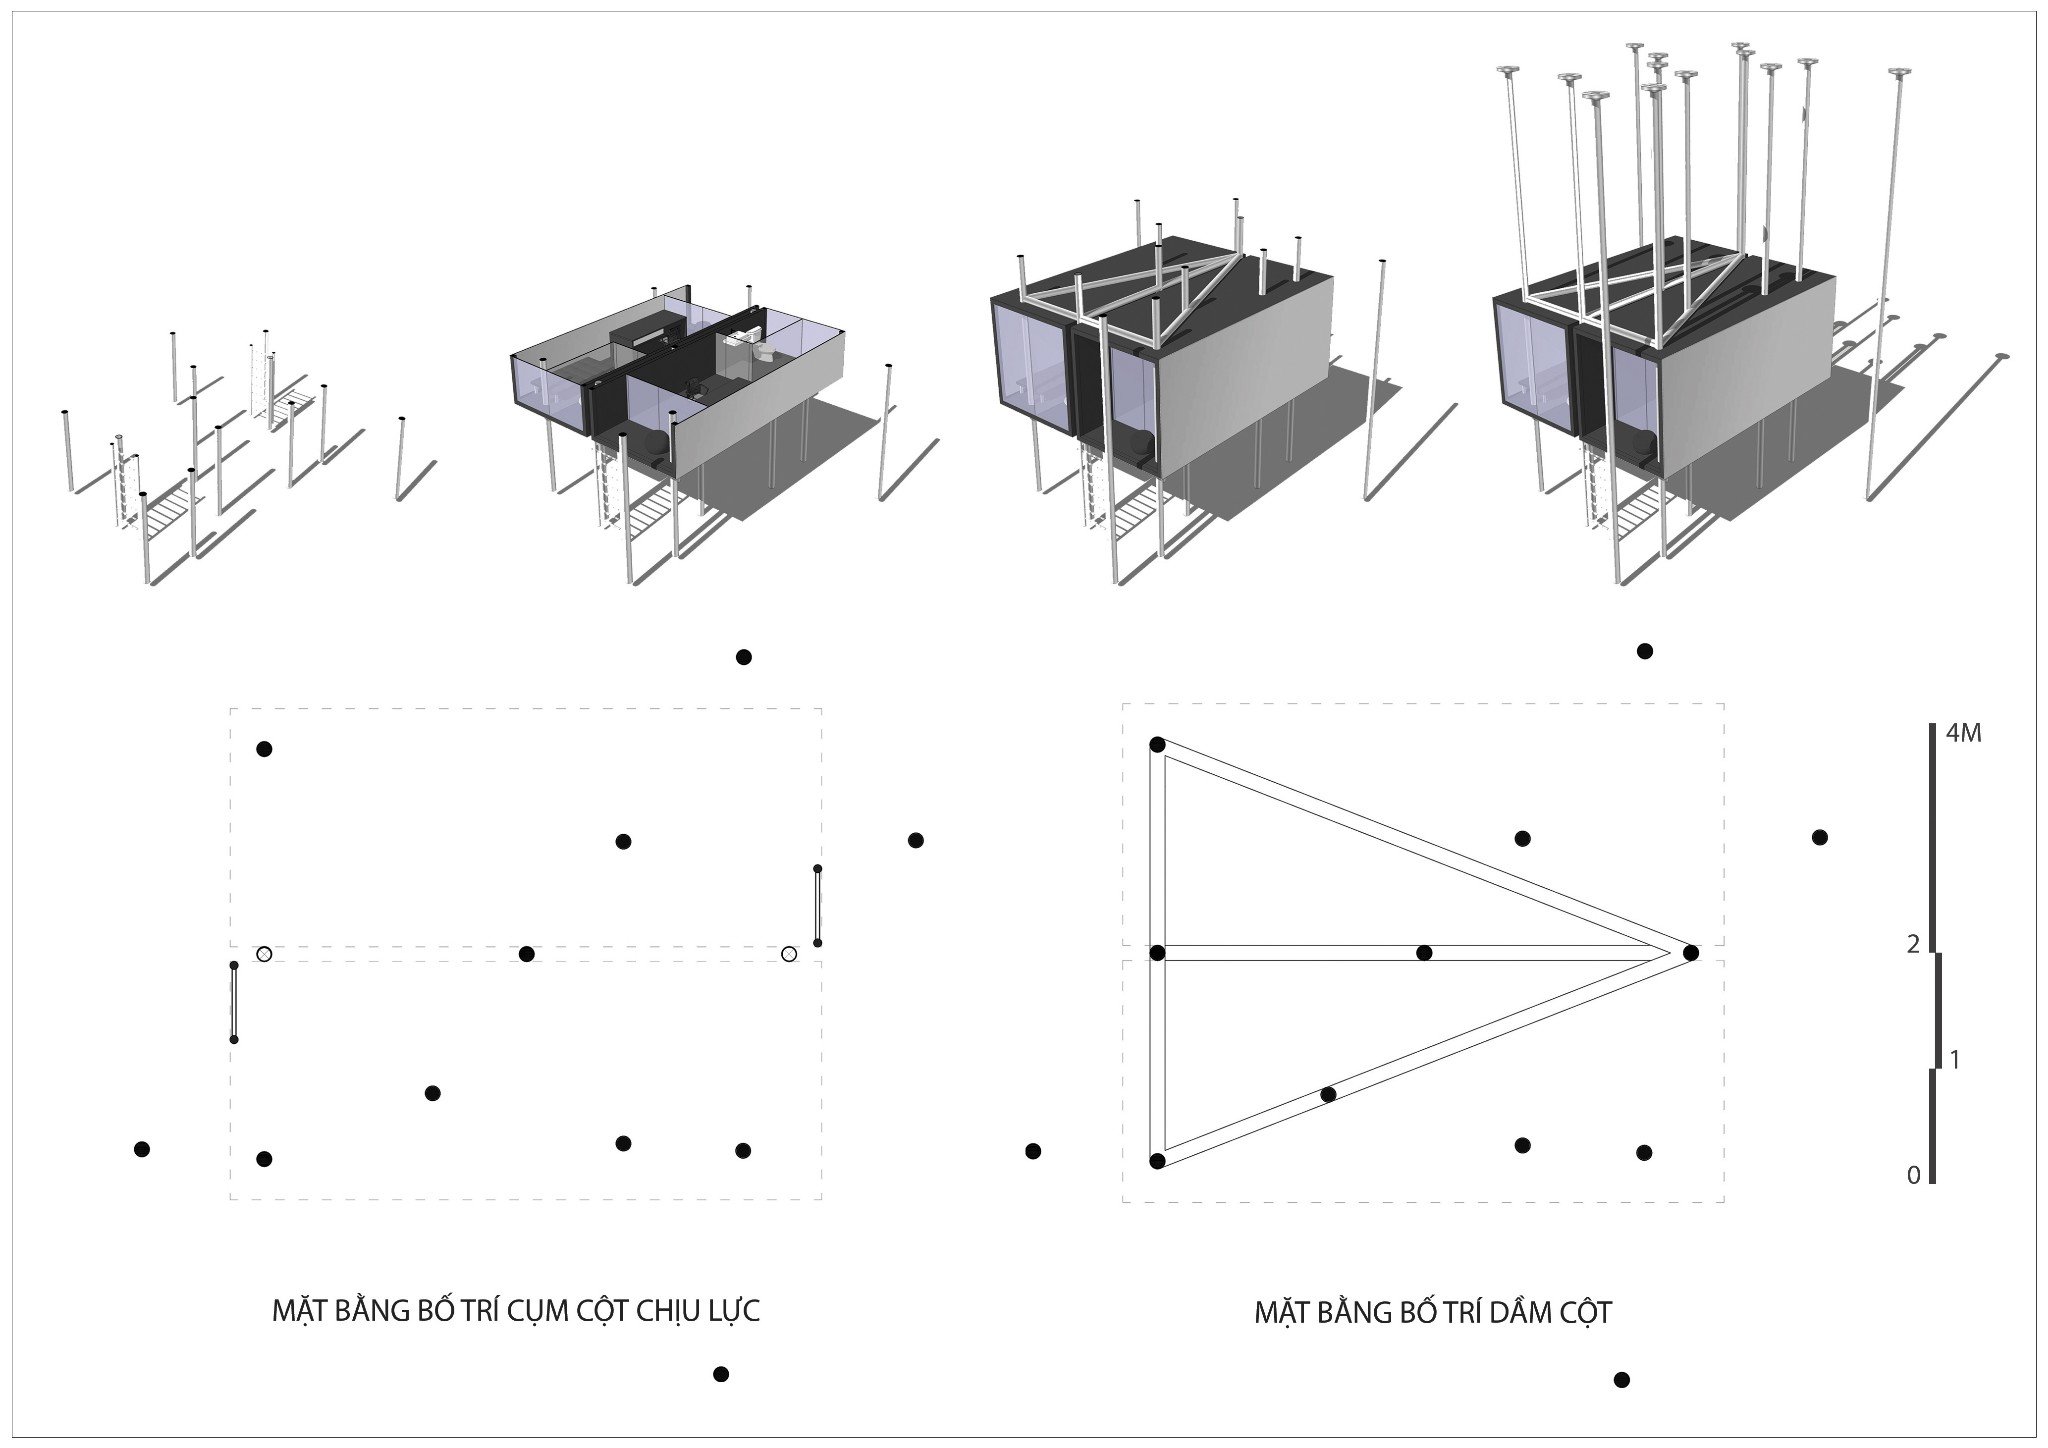 4M
2
1
0
MẶT BẰNG BỐ TRÍ CỤM CỘT CHỊU LỰC
MẶT BẰNG BỐ TRÍ DẦM CỘT